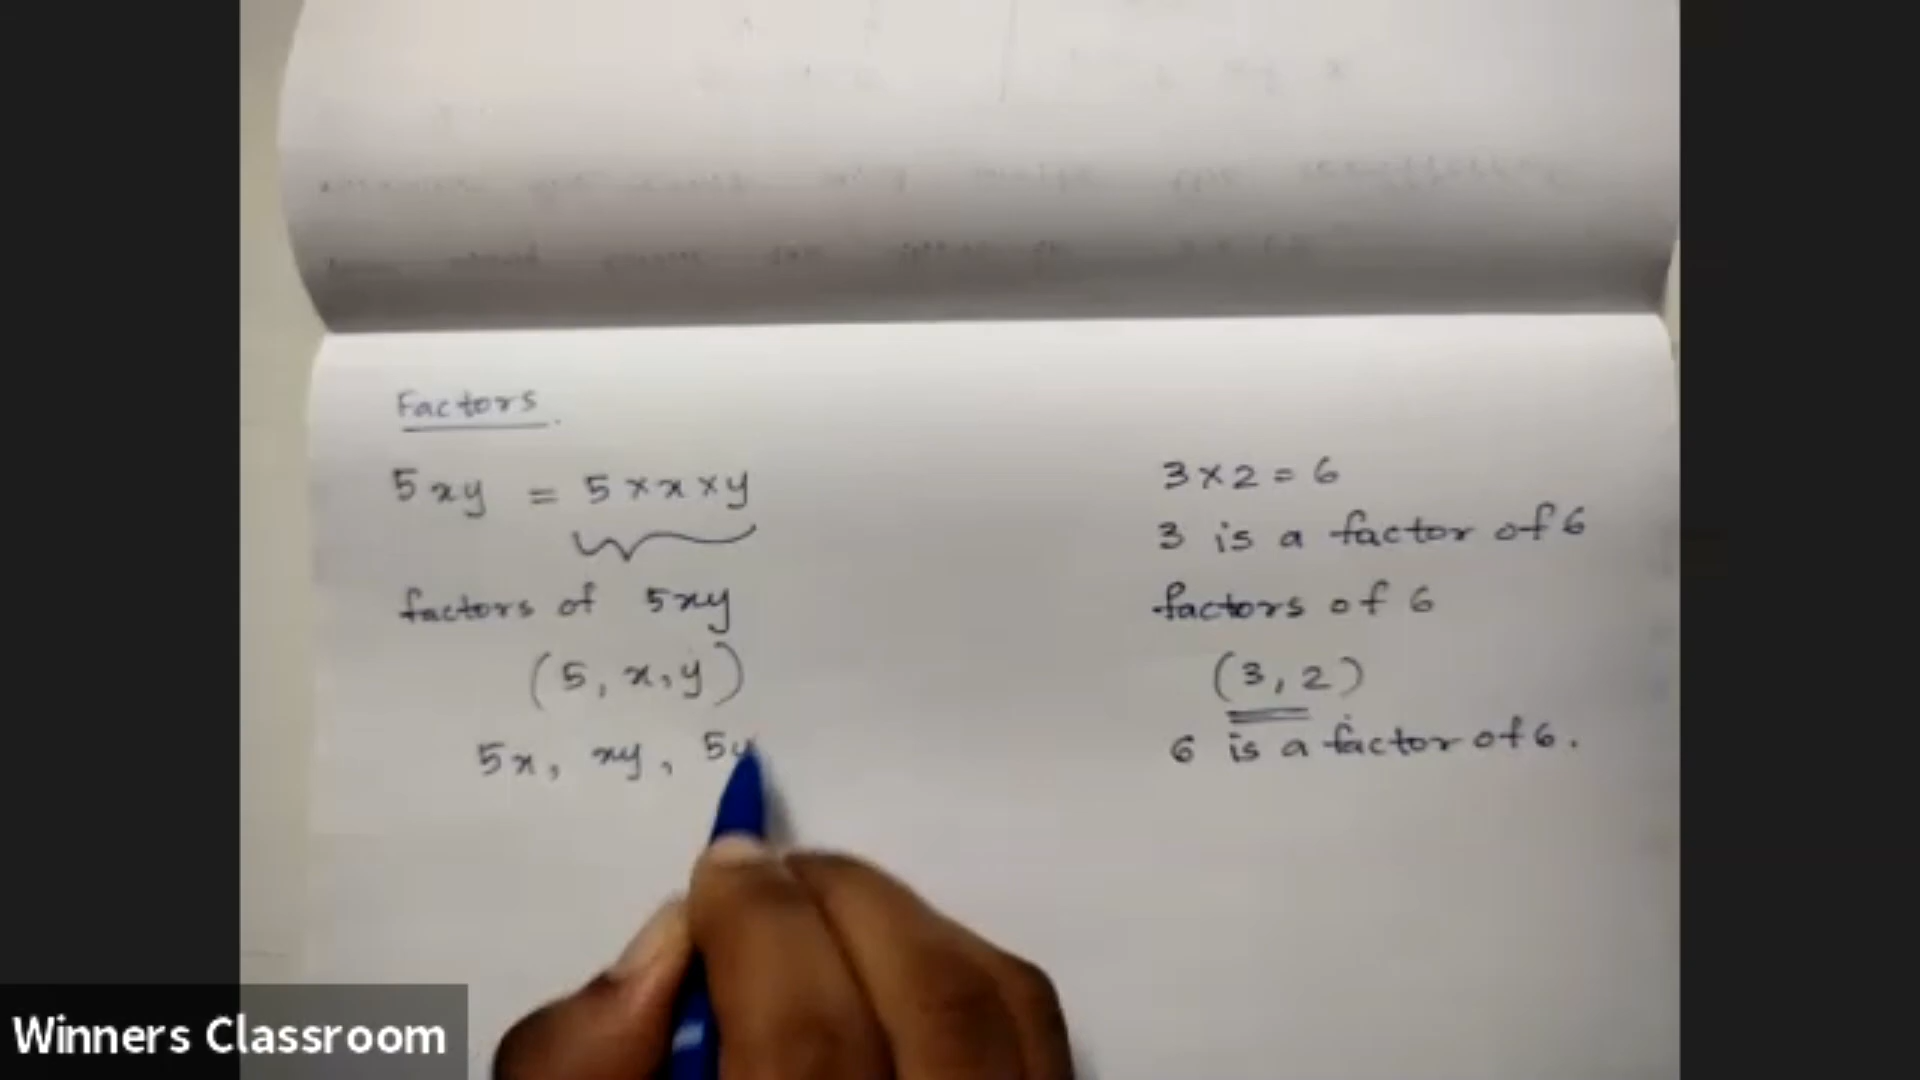 Factors.
5xy = 5 × x × y
factors of 5xy
(5, x, y)
5x, xy, 5y
3 × 2 = 6
3 is a factor of 6
factors of 6
(3, 2)
6 is a factor of 6.
Winners Classroom